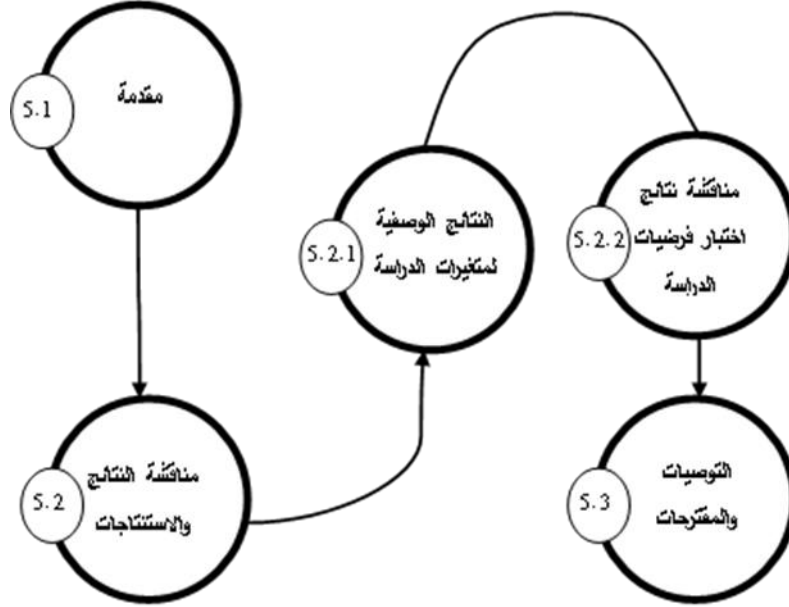 5.1
مقدمة
5.2
مناقشة النتائج
والاستنتاجات
5.2.1
النتائج الوصفية
لمتغيرات الدراسة
5.2.2
مناقشة نتائج
اختبار فرضيات
الدراسة
5.3
التوصيات
والمقترحات